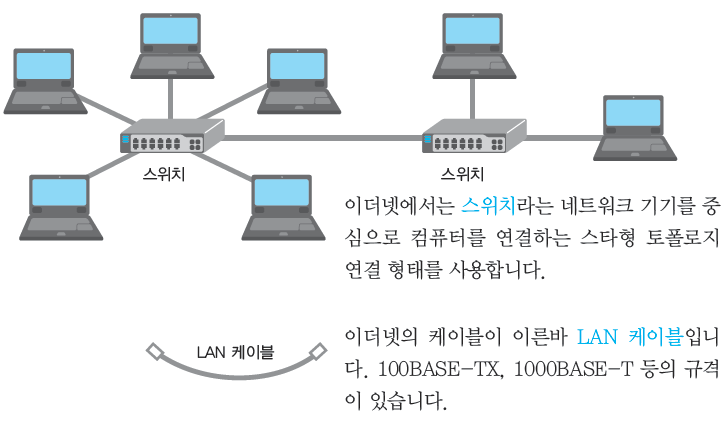 스위치
스위치
이더넷에서는 스위치라는 네트워크 기기를 중
심으로 컴퓨터를 연결하는 스타형 토폴로지
연결 형태를 사용합니다.
LAN 케이블
이더넷의 케이블이 이른바 LAN 케이블입니
다. 100BASE-TX, 1000BASE-T 등의 규격
이 있습니다.